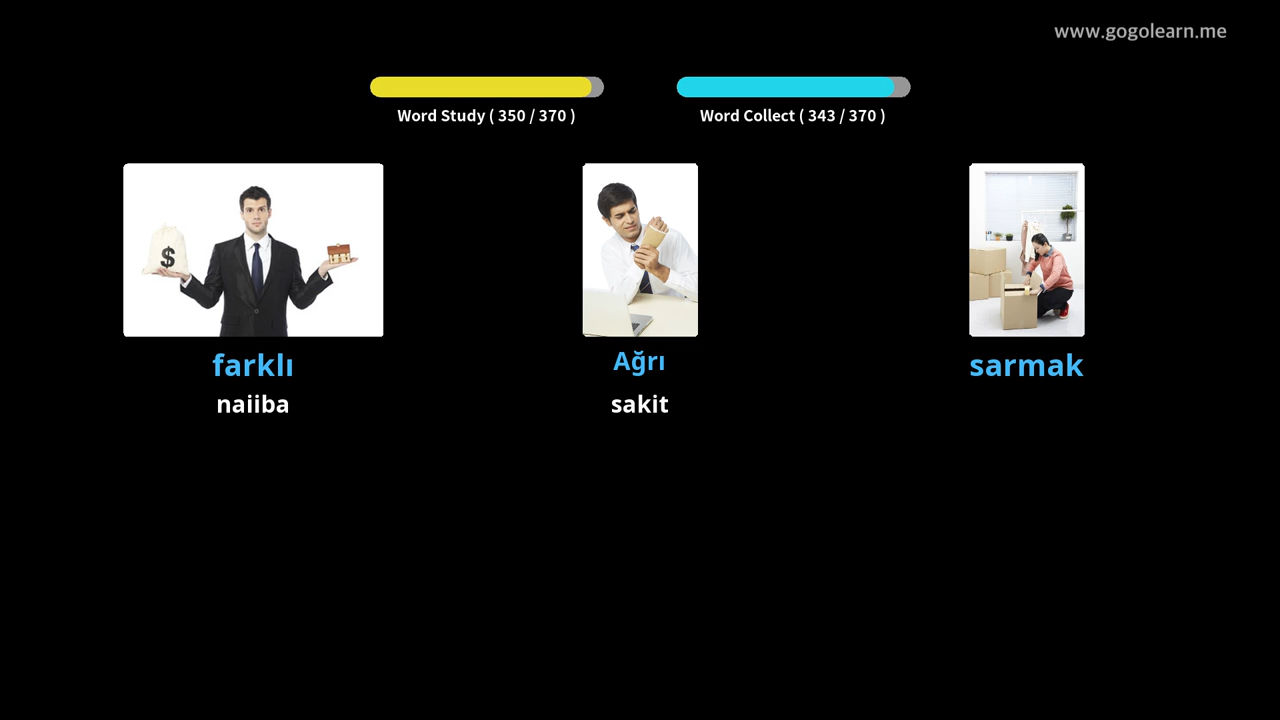 www.gogolearn.me
Word Study ( 350 / 370 )
Word Collect ( 343 / 370 )
$
farklı
Ağrı
sarmak
naiiba
sakit